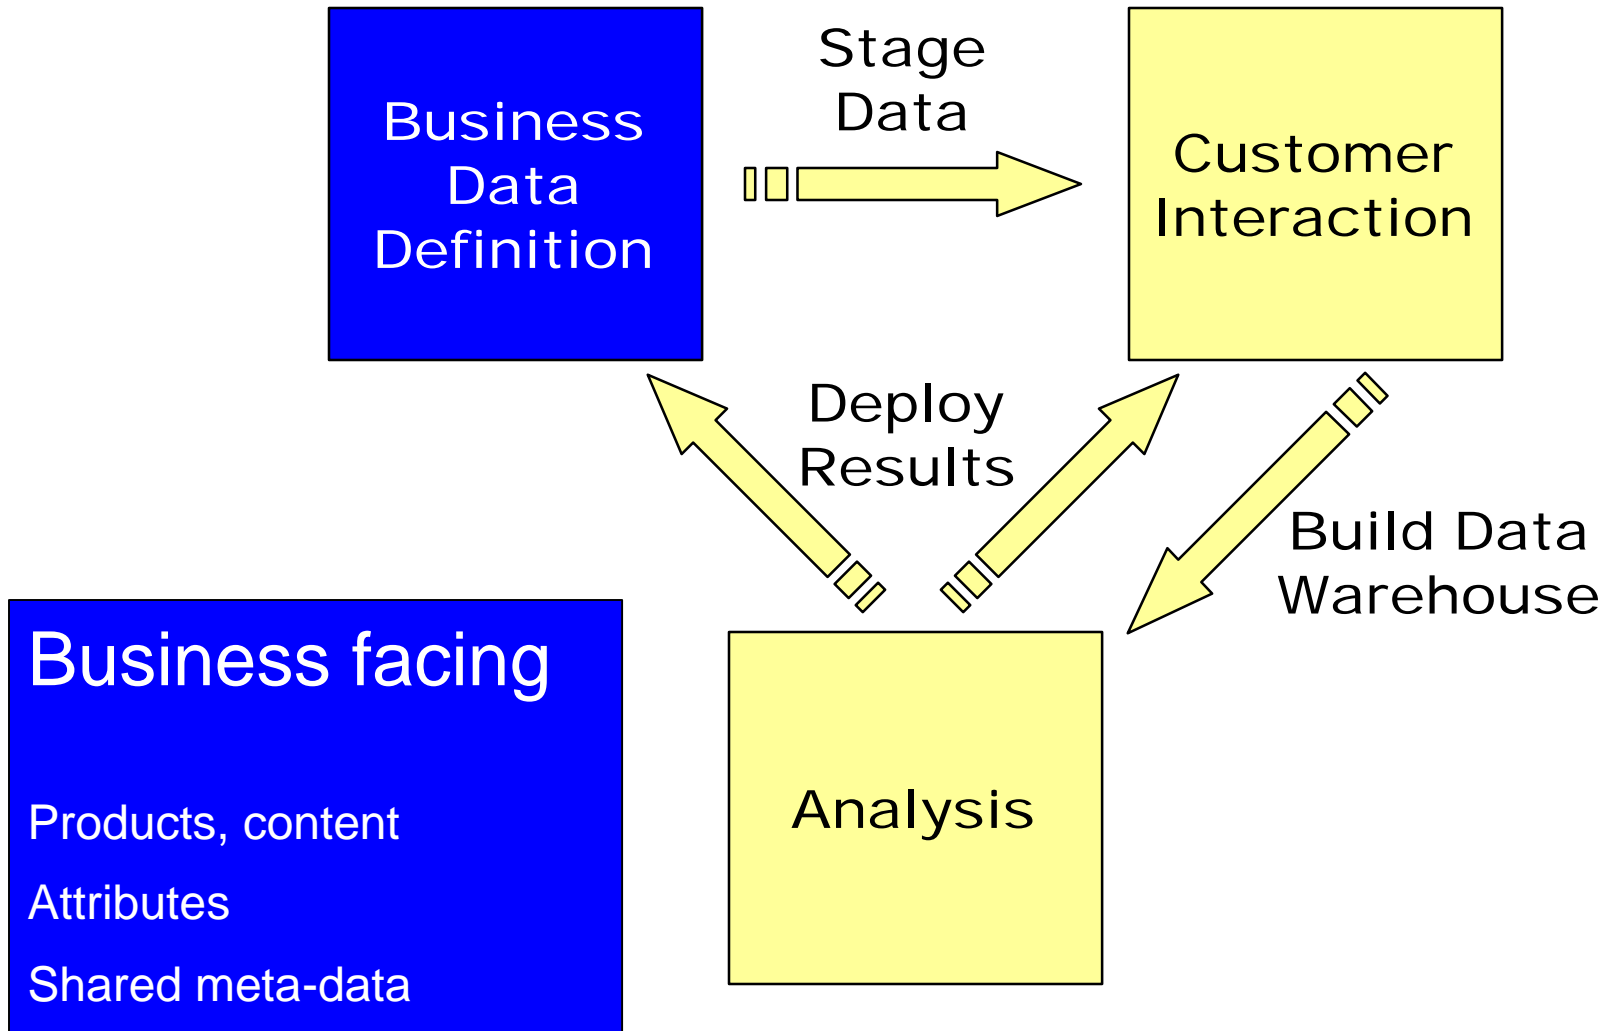 Business
Data
Definition
Stage
Data
Customer
Interaction
Deploy
Results
Build Data
Warehouse
Business facing
Products, content
Attributes
Shared meta-data
Analysis